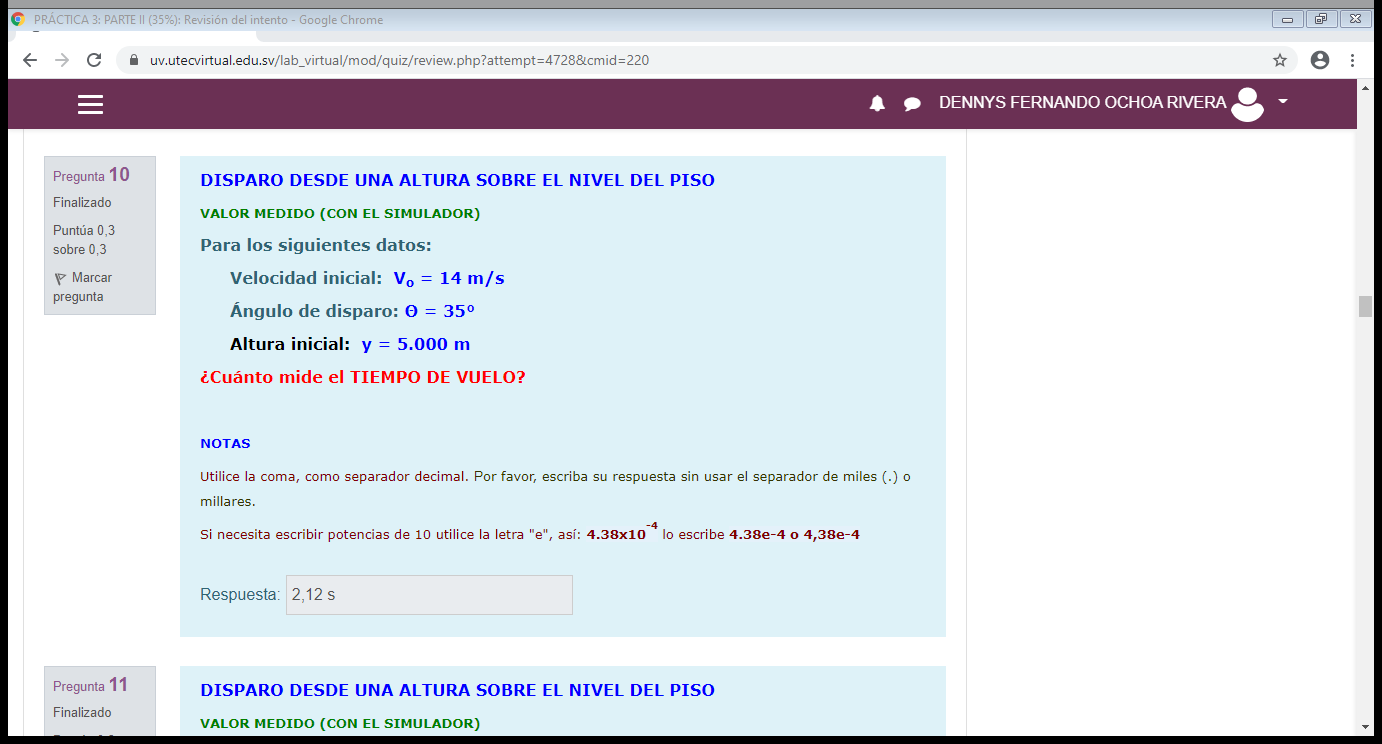 PRÁCTICA 3: PARTE II (35%): Revisión del intento - Google Chrome
uv.utecvirtual.edu.sv/lab_virtual/mod/quiz/review.php?attempt=4728&cmid=220
DENNYS FERNANDO OCHOA RIVERA
Pregunta 10
Finalizado
Puntúa 0,3
sobre 0,3
Marcar
pregunta
DISPARO DESDE UNA ALTURA SOBRE EL NIVEL DEL PISO
VALOR MEDIDO (CON EL SIMULADOR)
Para los siguientes datos:
Velocidad inicial: Vo = 14 m/s
Ángulo de disparo: Θ = 35º
Altura inicial: y = 5.000 m
¿Cuánto mide el TIEMPO DE VUELO?
NOTAS
Utilice la coma, como separador decimal. Por favor, escriba su respuesta sin usar el separador de miles (.) o
millares.
Si necesita escribir potencias de 10 utilice la letra "e", así: 4.38x10-4 lo escribe 4.38e-4 o 4,38e-4
Respuesta: 2,12 s
Pregunta 11
Finalizado
DISPARO DESDE UNA ALTURA SOBRE EL NIVEL DEL PISO
VALOR MEDIDO (CON EL SIMULADOR)